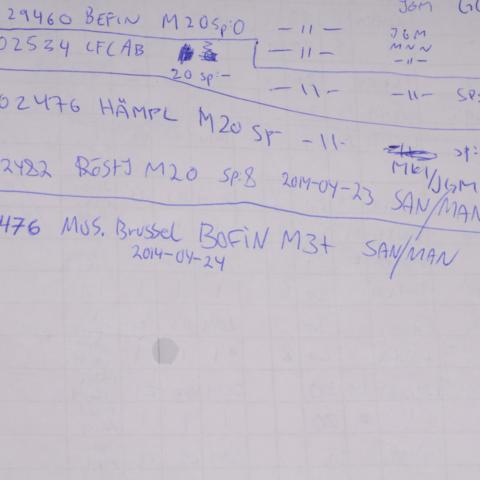 JGM
29460 BEFIN M20 Sp:0 -11- JGM
02534 LFCAB -11- MNN
20 sp:- -11-
-11- -11- SP:
02476 HÄMPL M20 SP -11- SP:
MKI/JGM
2482 RÖSTJ M20 Sp:8 2014-04-23 SAN/MAN
476 MUS. Brussel BOFIN M3+ SAN/MAN
2014-04-24